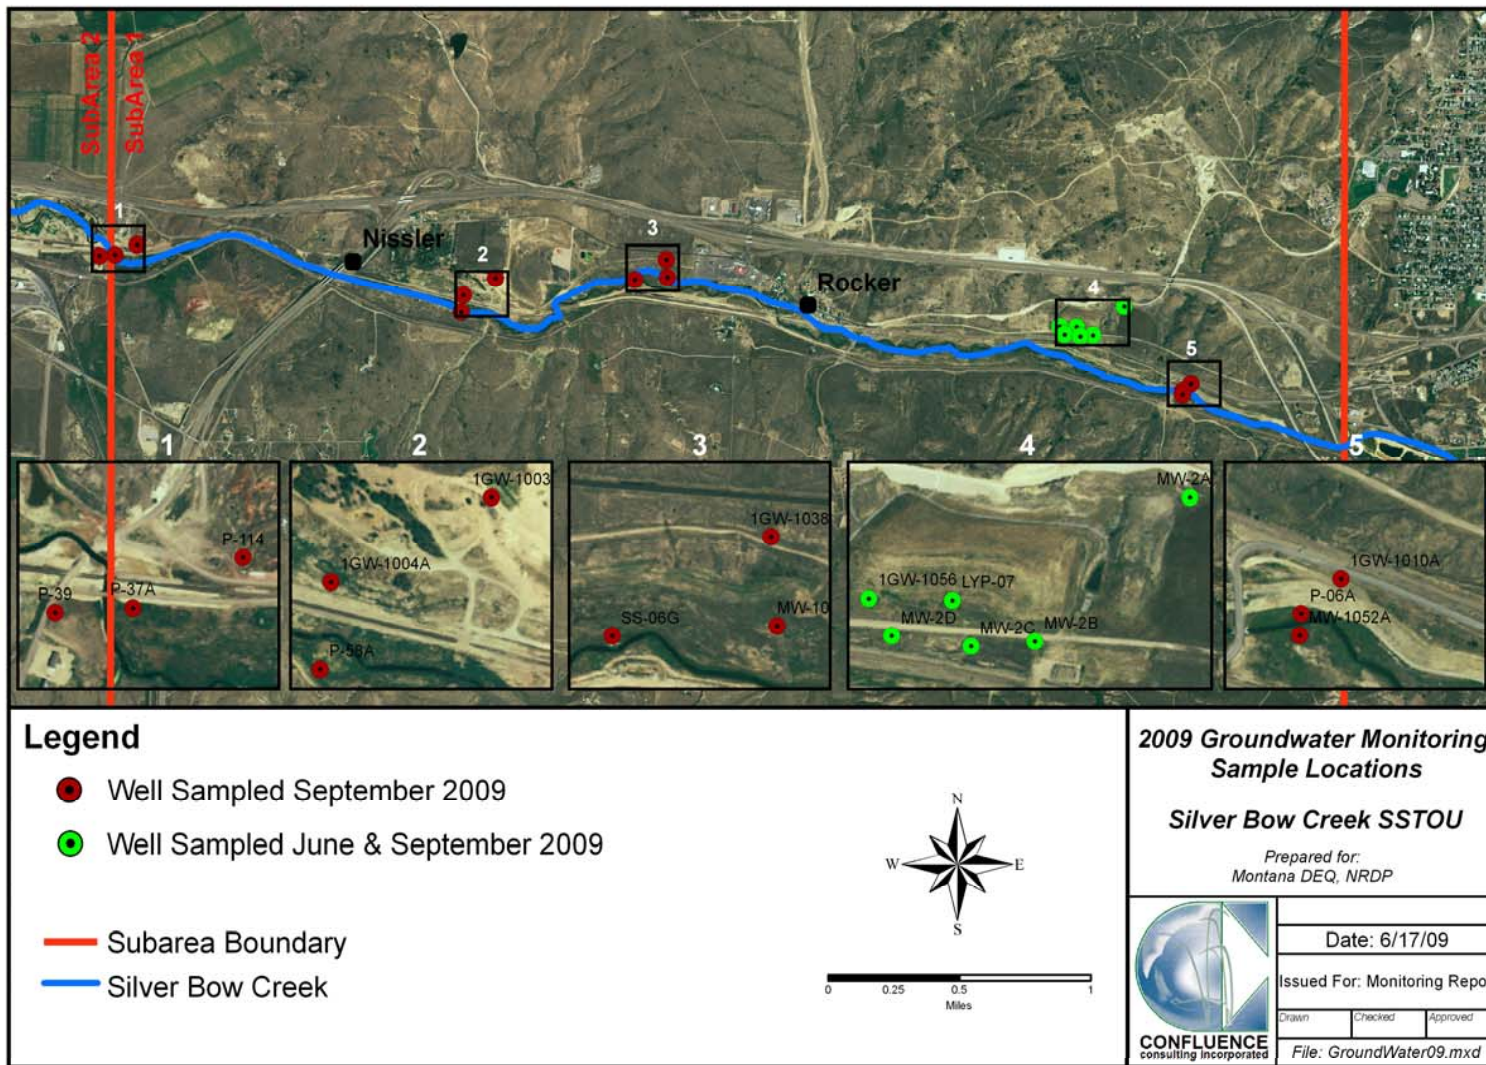 SubArea 2
SubArea 1
1
Nissler
2
3
Rocker
4
5
1
2
3
4
5
P-39
P-37A
P-114
1GW-1003
1GW-1004A
P-58A
1GW-1038
SS-06G
MW-10
MW-2A
1GW-1056
LYP-07
MW-2D
MW-2C
MW-2B
1GW-1010A
P-06A
MW-1052A
Legend
Well Sampled September 2009
Well Sampled June & September 2009
Subarea Boundary
Silver Bow Creek
N
W
E
S
0 0.25 0.5 1
Miles
2009 Groundwater Monitoring
Sample Locations
Silver Bow Creek SSTOU
Prepared for:
Montana DEQ, NRDP
CONFLUENCE
consulting incorporated
Date: 6/17/09
Issued For: Monitoring Repo
Drawn Checked Approved
File: GroundWater09.mxd